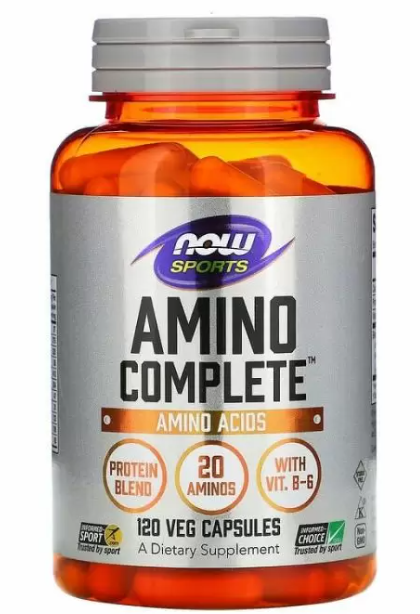 now
SPORTS
AMINO
COMPLETE™
AMINO ACIDS
PROTEIN
BLEND
20
AMINOS
WITH
VIT. B-6
120 VEG CAPSULES
A Dietary Supplement
INFORMED-
SPORT
Trusted by sport
INFORMED-
CHOICE
Trusted by sport